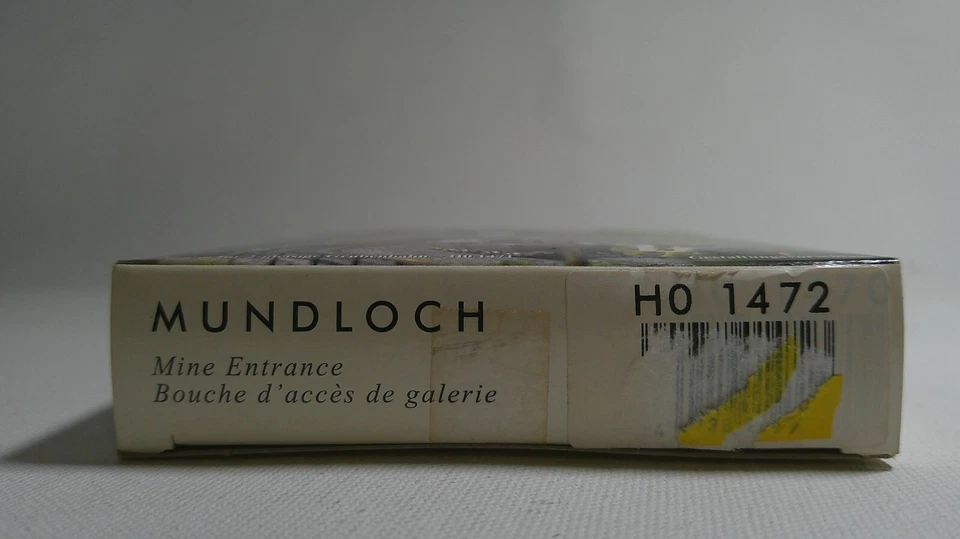 MUNDLOCH
Mine Entrance
Bouche d'accès de galerie
H0 1472